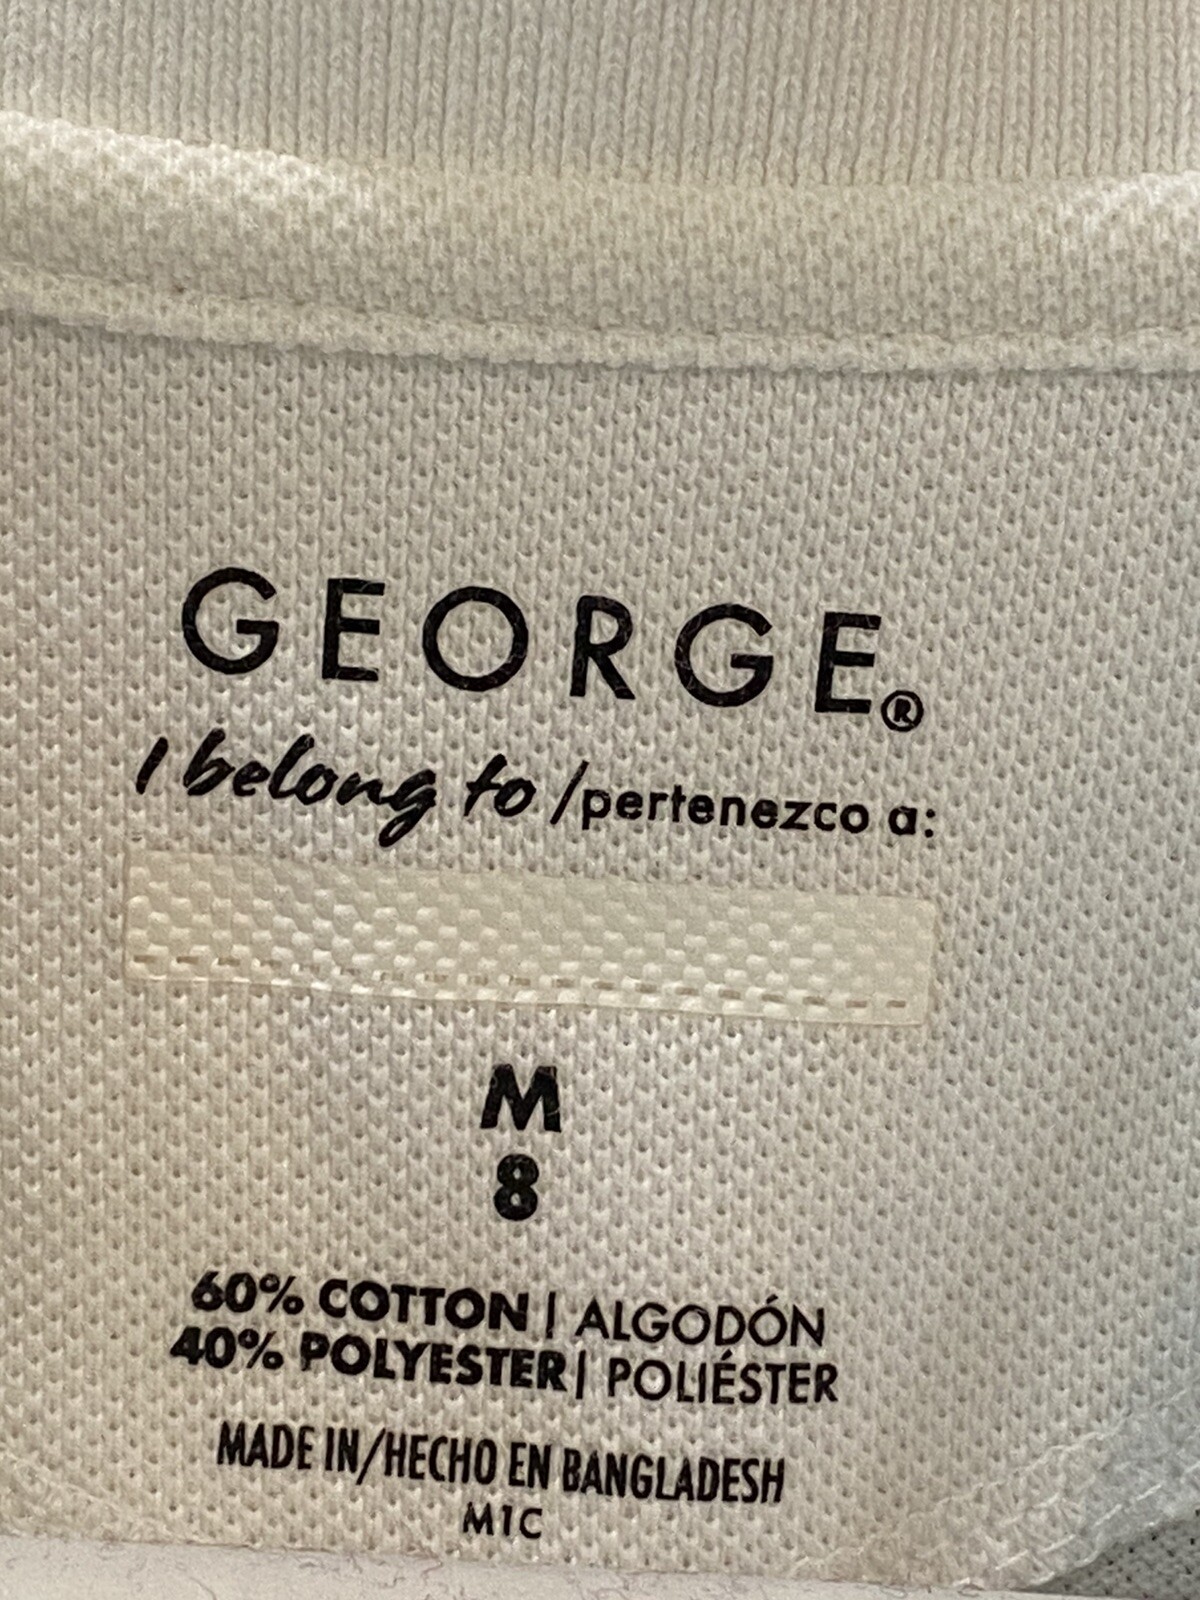 GEORGE®
I belong to /pertenezco a:
M
8
60% COTTON | ALGODÓN
40% POLYESTER | POLIÉSTER
MADE IN/HECHO EN BANGLADESH
M1C